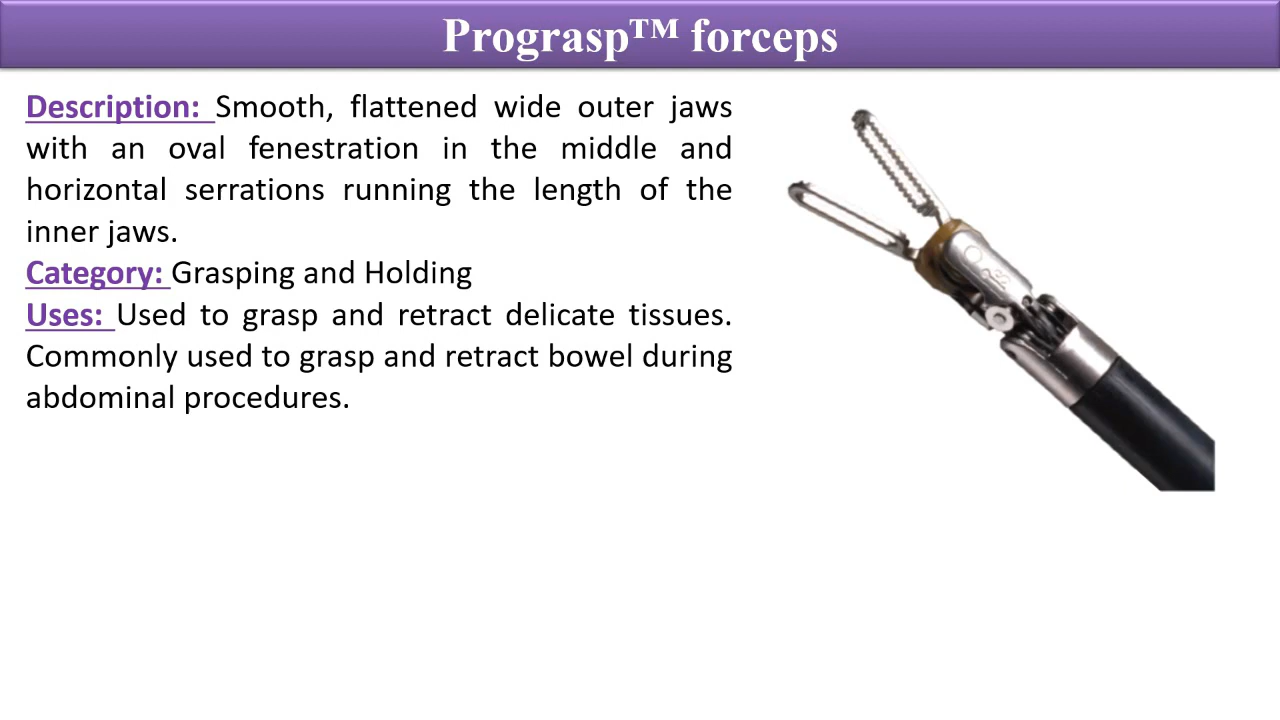 Prograsp™ forceps
Description: Smooth, flattened wide outer jaws
with an oval fenestration in the middle and
horizontal serrations running the length of the
inner jaws.
Category: Grasping and Holding
Uses: Used to grasp and retract delicate tissues.
Commonly used to grasp and retract bowel during
abdominal procedures.